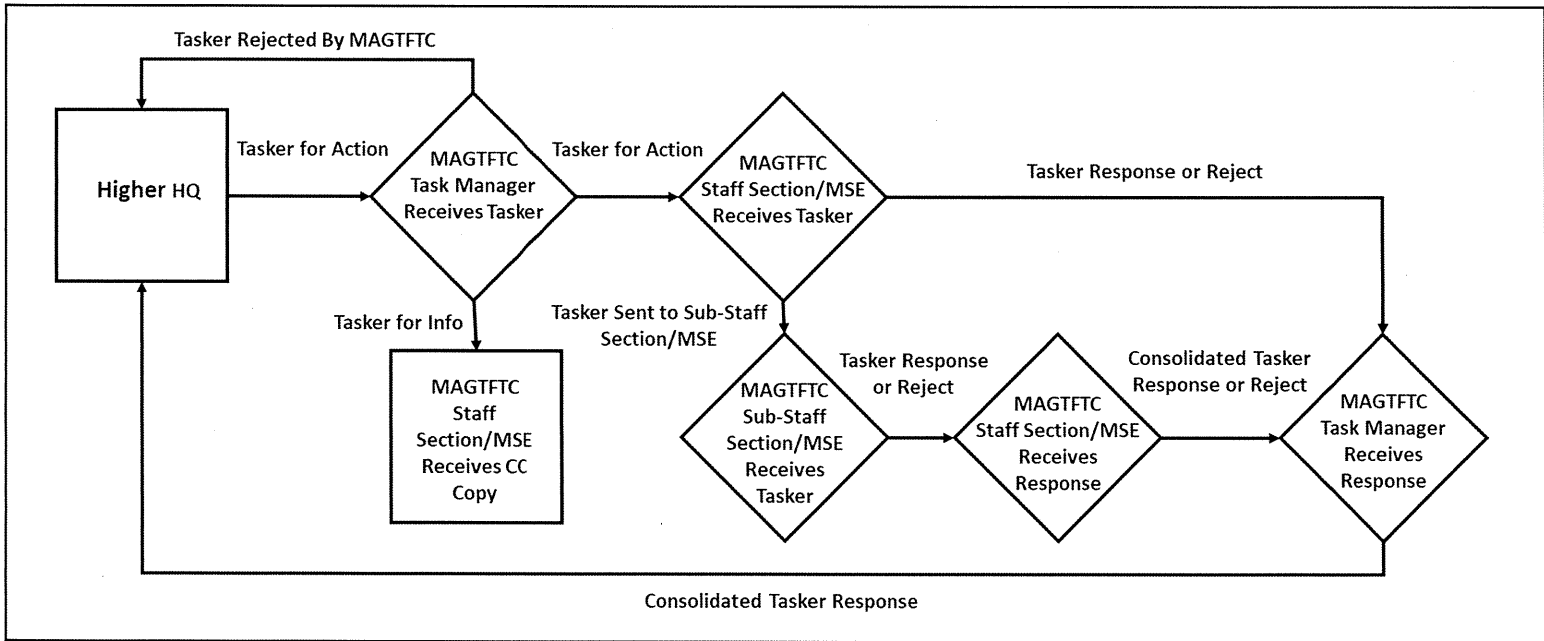 Tasker Rejected By MAGTFTC
Higher HQ
Tasker for Action
MAGTFTC
Task Manager
Receives Tasker
Tasker for Action
MAGTFTC
Staff Section/MSE
Receives Tasker
Tasker Response or Reject
Tasker for Info
MAGTFTC
Staff
Section/MSE
Receives CC
Copy
Tasker Sent to Sub-Staff
Section/MSE
MAGTFTC
Sub-Staff
Section/MSE
Receives
Tasker
Tasker Response
or Reject
MAGTFTC
Staff Section/MSE
Receives
Response
Consolidated Tasker
Response or Reject
MAGTFTC
Task Manager
Receives
Response
Consolidated Tasker Response